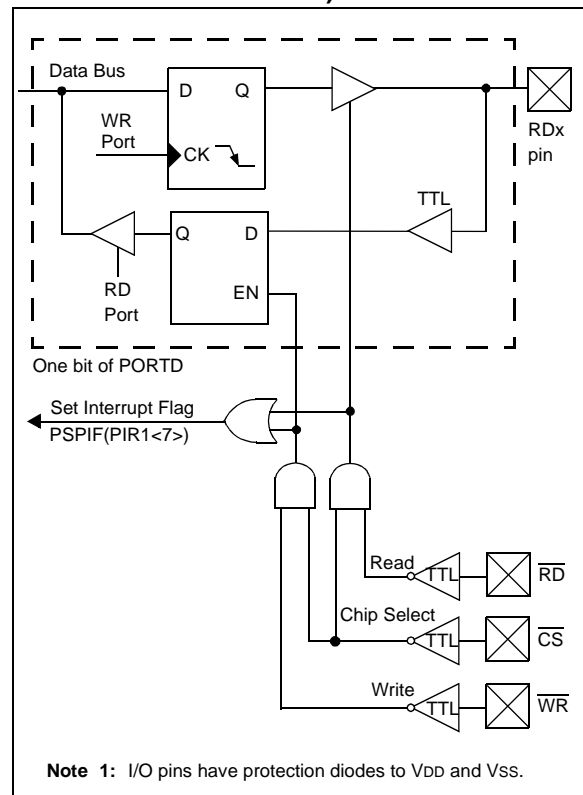 Data Bus
D
Q
WR
Port
CK
RDx
pin
TTL
Q
D
EN
RD
Port
One bit of PORTD
Set Interrupt Flag
PSPIF(PIR1<7>)
Read
TTL
RD
Chip Select
TTL
CS
Write
TTL
WR
Note 1: I/O pins have protection diodes to VDD and VSS.